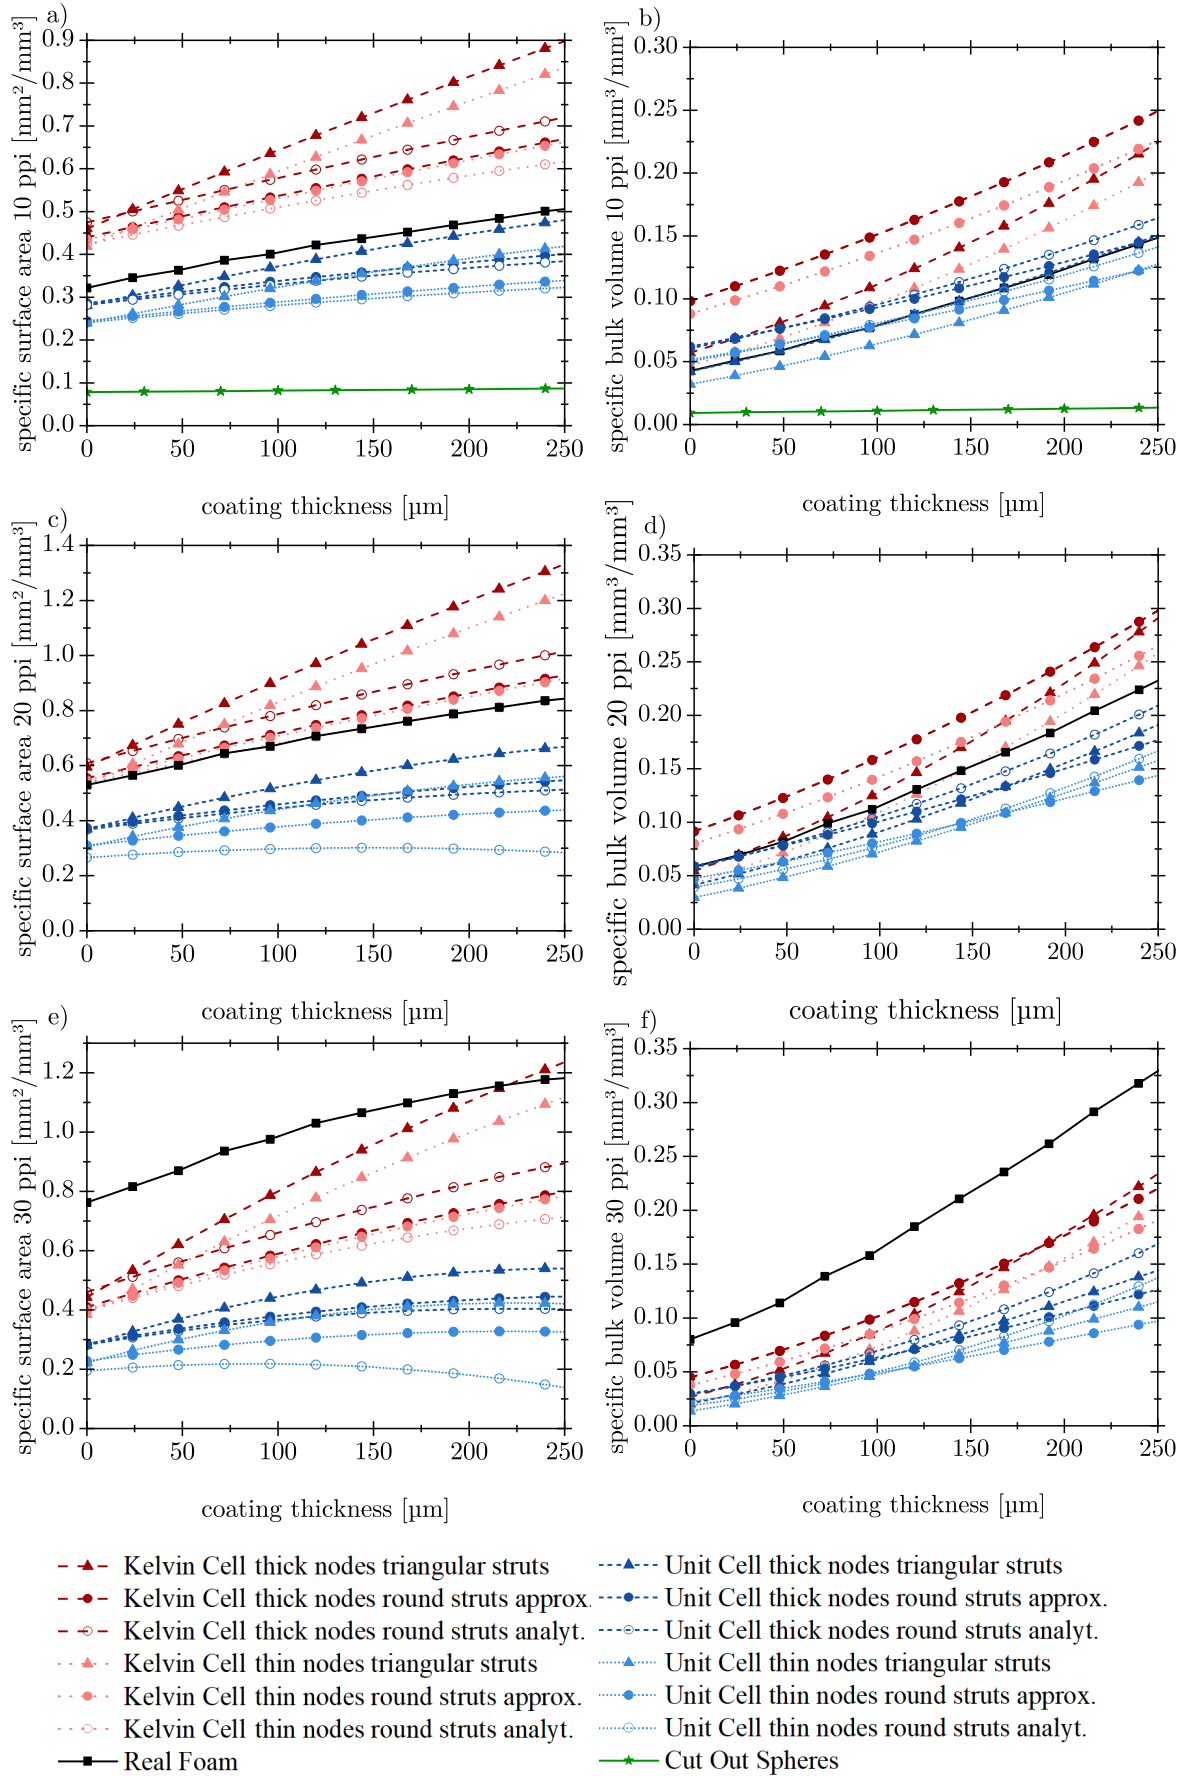 a)
specific surface area 10 ppi [mm²/mm³]
0.9
0.8
0.7
0.6
0.5
0.4
0.3
0.2
0.1
0.0
0 50 100 150 200 250
coating thickness [µm]
b)
specific bulk volume 10 ppi [mm³/mm³]
0.30
0.25
0.20
0.15
0.10
0.05
0.00
0 50 100 150 200 250
coating thickness [µm]
c)
specific surface area 20 ppi [mm²/mm³]
1.4
1.2
1.0
0.8
0.6
0.4
0.2
0.0
0 50 100 150 200 250
coating thickness [µm]
d)
specific bulk volume 20 ppi [mm³/mm³]
0.35
0.30
0.25
0.20
0.15
0.10
0.05
0.00
0 50 100 150 200 250
coating thickness [µm]
e)
specific surface area 30 ppi [mm²/mm³]
1.2
1.0
0.8
0.6
0.4
0.2
0.0
0 50 100 150 200 250
coating thickness [µm]
f)
specific bulk volume 30 ppi [mm³/mm³]
0.35
0.30
0.25
0.20
0.15
0.10
0.05
0.00
0 50 100 150 200 250
coating thickness [µm]
Kelvin Cell thick nodes triangular struts
Kelvin Cell thick nodes round struts approx.
Kelvin Cell thick nodes round struts analyt.
Kelvin Cell thin nodes triangular struts
Kelvin Cell thin nodes round struts approx.
Kelvin Cell thin nodes round struts analyt.
Real Foam
Unit Cell thick nodes triangular struts
Unit Cell thick nodes round struts approx.
Unit Cell thick nodes round struts analyt.
Unit Cell thin nodes triangular struts
Unit Cell thin nodes round struts approx.
Unit Cell thin nodes round struts analyt.
Cut Out Spheres